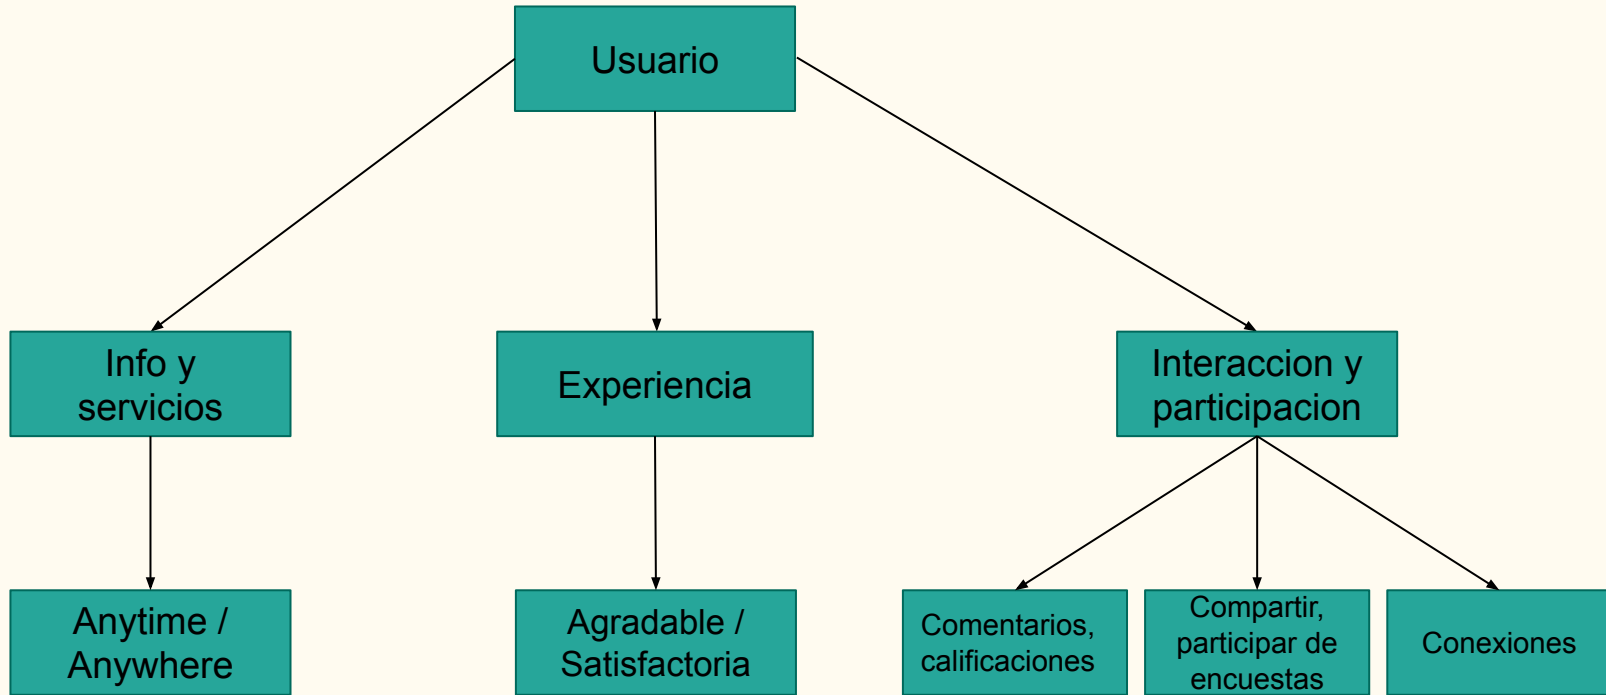 Usuario
Info y
servicios
Experiencia
Interaccion y
participacion
Anytime /
Anywhere
Agradable /
Satisfactoria
Comentarios,
calificaciones
Compartir,
participar de
encuestas
Conexiones